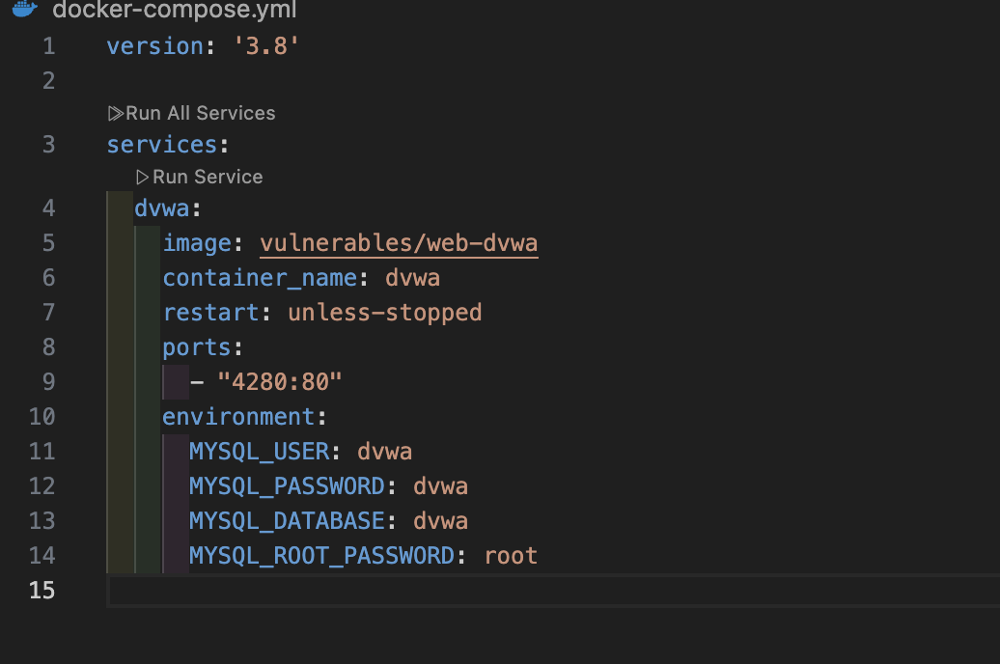 docker-compose.yml
1 version: '3.8'
2
▷Run All Services
3 services:
▷Run Service
4 dvwa:
5 image: vulnerables/web-dvwa
6 container_name: dvwa
7 restart: unless-stopped
8 ports:
9 - "4280:80"
10 environment:
11 MYSQL_USER: dvwa
12 MYSQL_PASSWORD: dvwa
13 MYSQL_DATABASE: dvwa
14 MYSQL_ROOT_PASSWORD: root
15